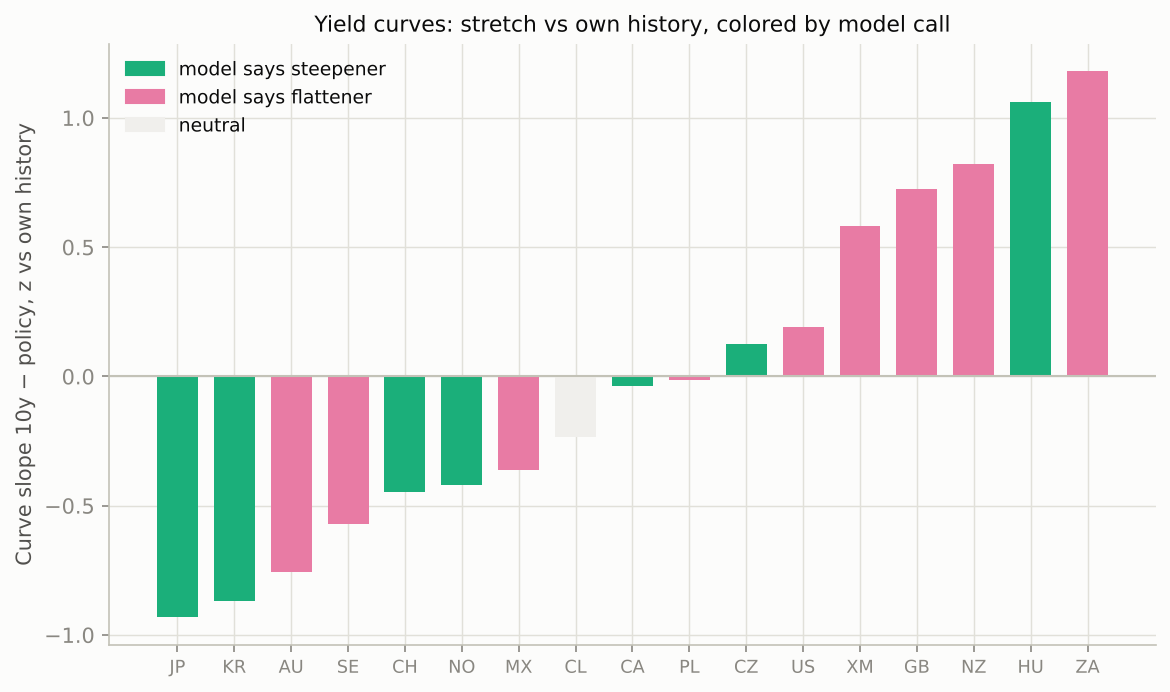 Yield curves: stretch vs own history, colored by model call
model says steepener
model says flattener
neutral
Curve slope 10y − policy, z vs own history
1.0
0.5
0.0
−0.5
−1.0
JP KR AU SE CH NO MX CL CA PL CZ US XM GB NZ HU ZA